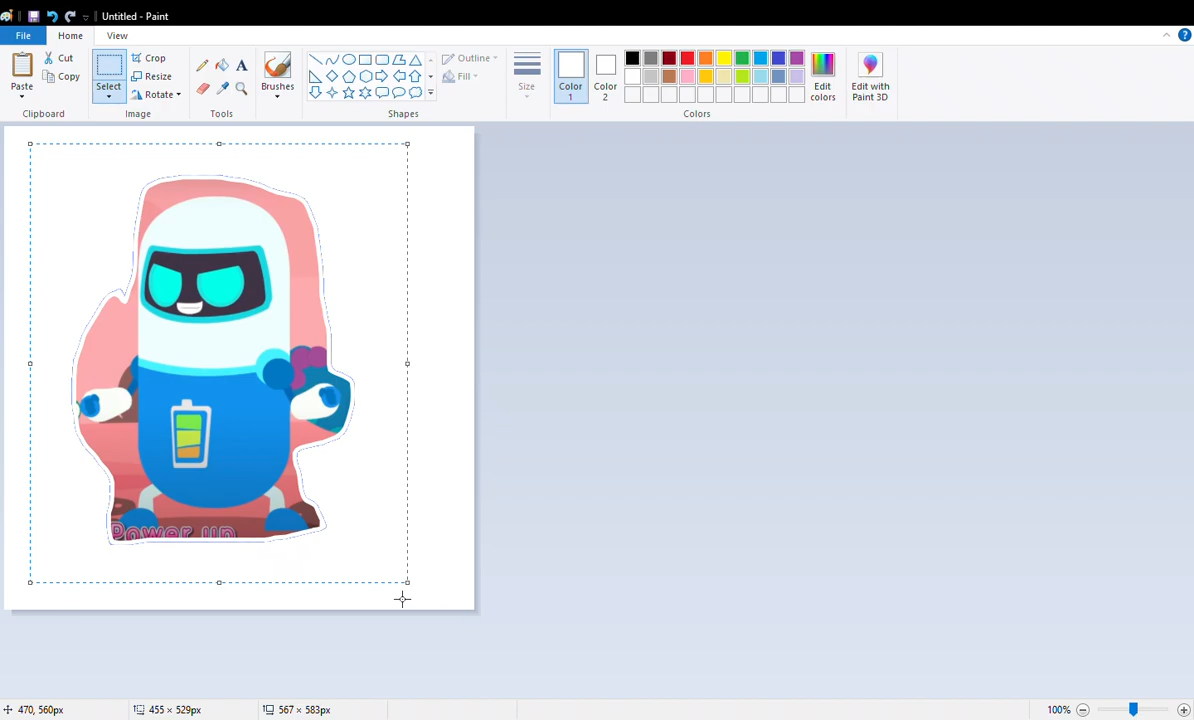 Untitled - Paint
File Home View
Paste Cut Copy
Clipboard
Select Crop Resize Rotate
Image
Tools
Brushes
Outline Fill
Shapes
Size
Color 1
Color 2
Edit colors
Colors
Edit with Paint 3D
Power up
470, 560px 455 × 529px 567 × 583px 100%